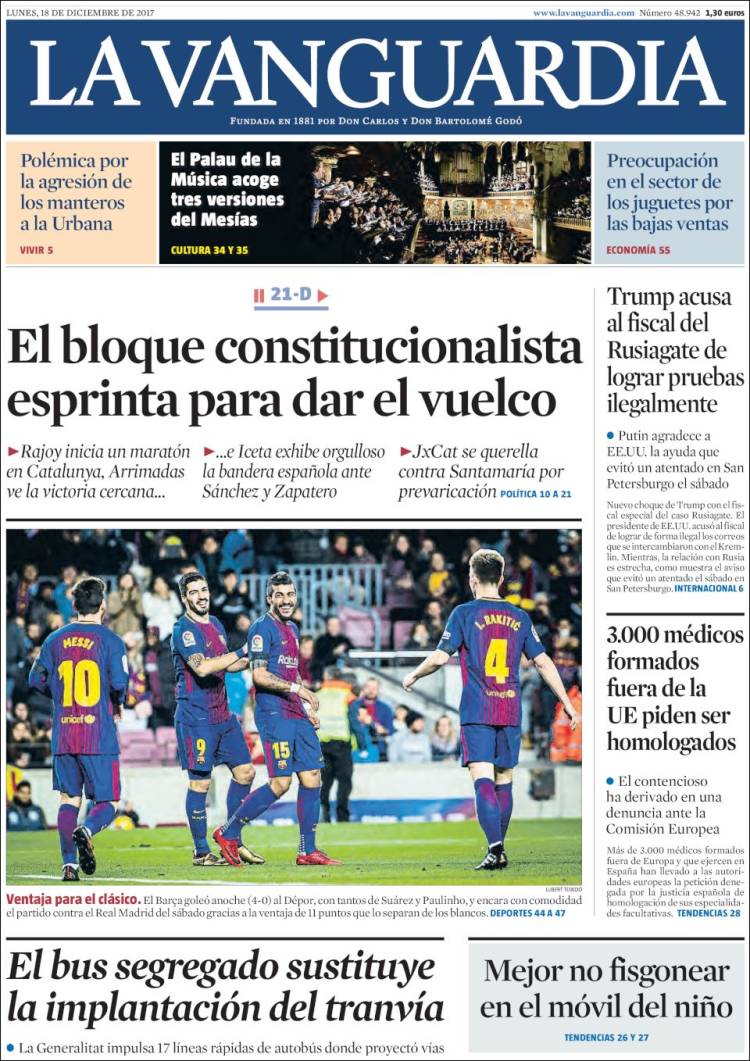 LUNES, 18 DE DICIEMBRE DE 2017
www.lavanguardia.com Número 48.942 1,30 euros
LA VANGUARDIA
FUNDADA EN 1881 POR DON CARLOS Y DON BARTOLOMÉ GODÓ
Polémica por
la agresión de
los manteros
a la Urbana
VIVIR 5
El Palau de la
Música acoge
tres versiones
del Mesías
CULTURA 34 Y 35
Preocupación
en el sector de
los juguetes por
las bajas ventas
ECONOMÍA 55
21-D
El bloque constitucionalista
esprinta para dar el vuelco
►Rajoy inicia un maratón
en Catalunya, Arrimadas
ve la victoria cercana...
►...e Iceta exhibe orgulloso
la bandera española ante
Sánchez y Zapatero
►JxCat se querella
contra Santamaría por
prevaricación POLÍTICA 10 A 21
MESSI
10
unicef
9
Rakuten
15
I. RAKITIĆ
4
unicef
LLIBERT TEIXIDÓ
Ventaja para el clásico. El Barça goleó anoche (4-0) al Dépor, con tantos de Suárez y Paulinho, y encara con comodidad
el partido contra el Real Madrid del sábado gracias a la ventaja de 11 puntos que lo separan de los blancos. DEPORTES 44 A 47
Trump acusa
al fiscal del
Rusiagate de
lograr pruebas
ilegalmente
● Putin agradece a
EE.UU. la ayuda que
evitó un atentado en San
Petersburgo el sábado
Nuevo choque de Trump con el fis-
cal especial del caso Rusiagate. El
presidente de EE.UU. acusó al fiscal
de lograr de forma ilegal los correos
que se intercambiaron con el Krem-
lin. Mientras, la relación con Rusia
es estrecha, como muestra el aviso
que evitó un atentado el sábado en
San Petersburgo. INTERNACIONAL 6
3.000 médicos
formados
fuera de la
UE piden ser
homologados
● El contencioso
ha derivado en una
denuncia ante la
Comisión Europea
Más de 3.000 médicos formados
fuera de Europa y que ejercen en
España han llevado a las autori-
dades europeas la petición dene-
gada por la justicia española de
homologación de sus especialida-
des facultativas. TENDENCIAS 28
El bus segregado sustituye
la implantación del tranvía
● La Generalitat impulsa 17 líneas rápidas de autobús donde proyectó vías
Mejor no fisgonear
en el móvil del niño
TENDENCIAS 26 Y 27